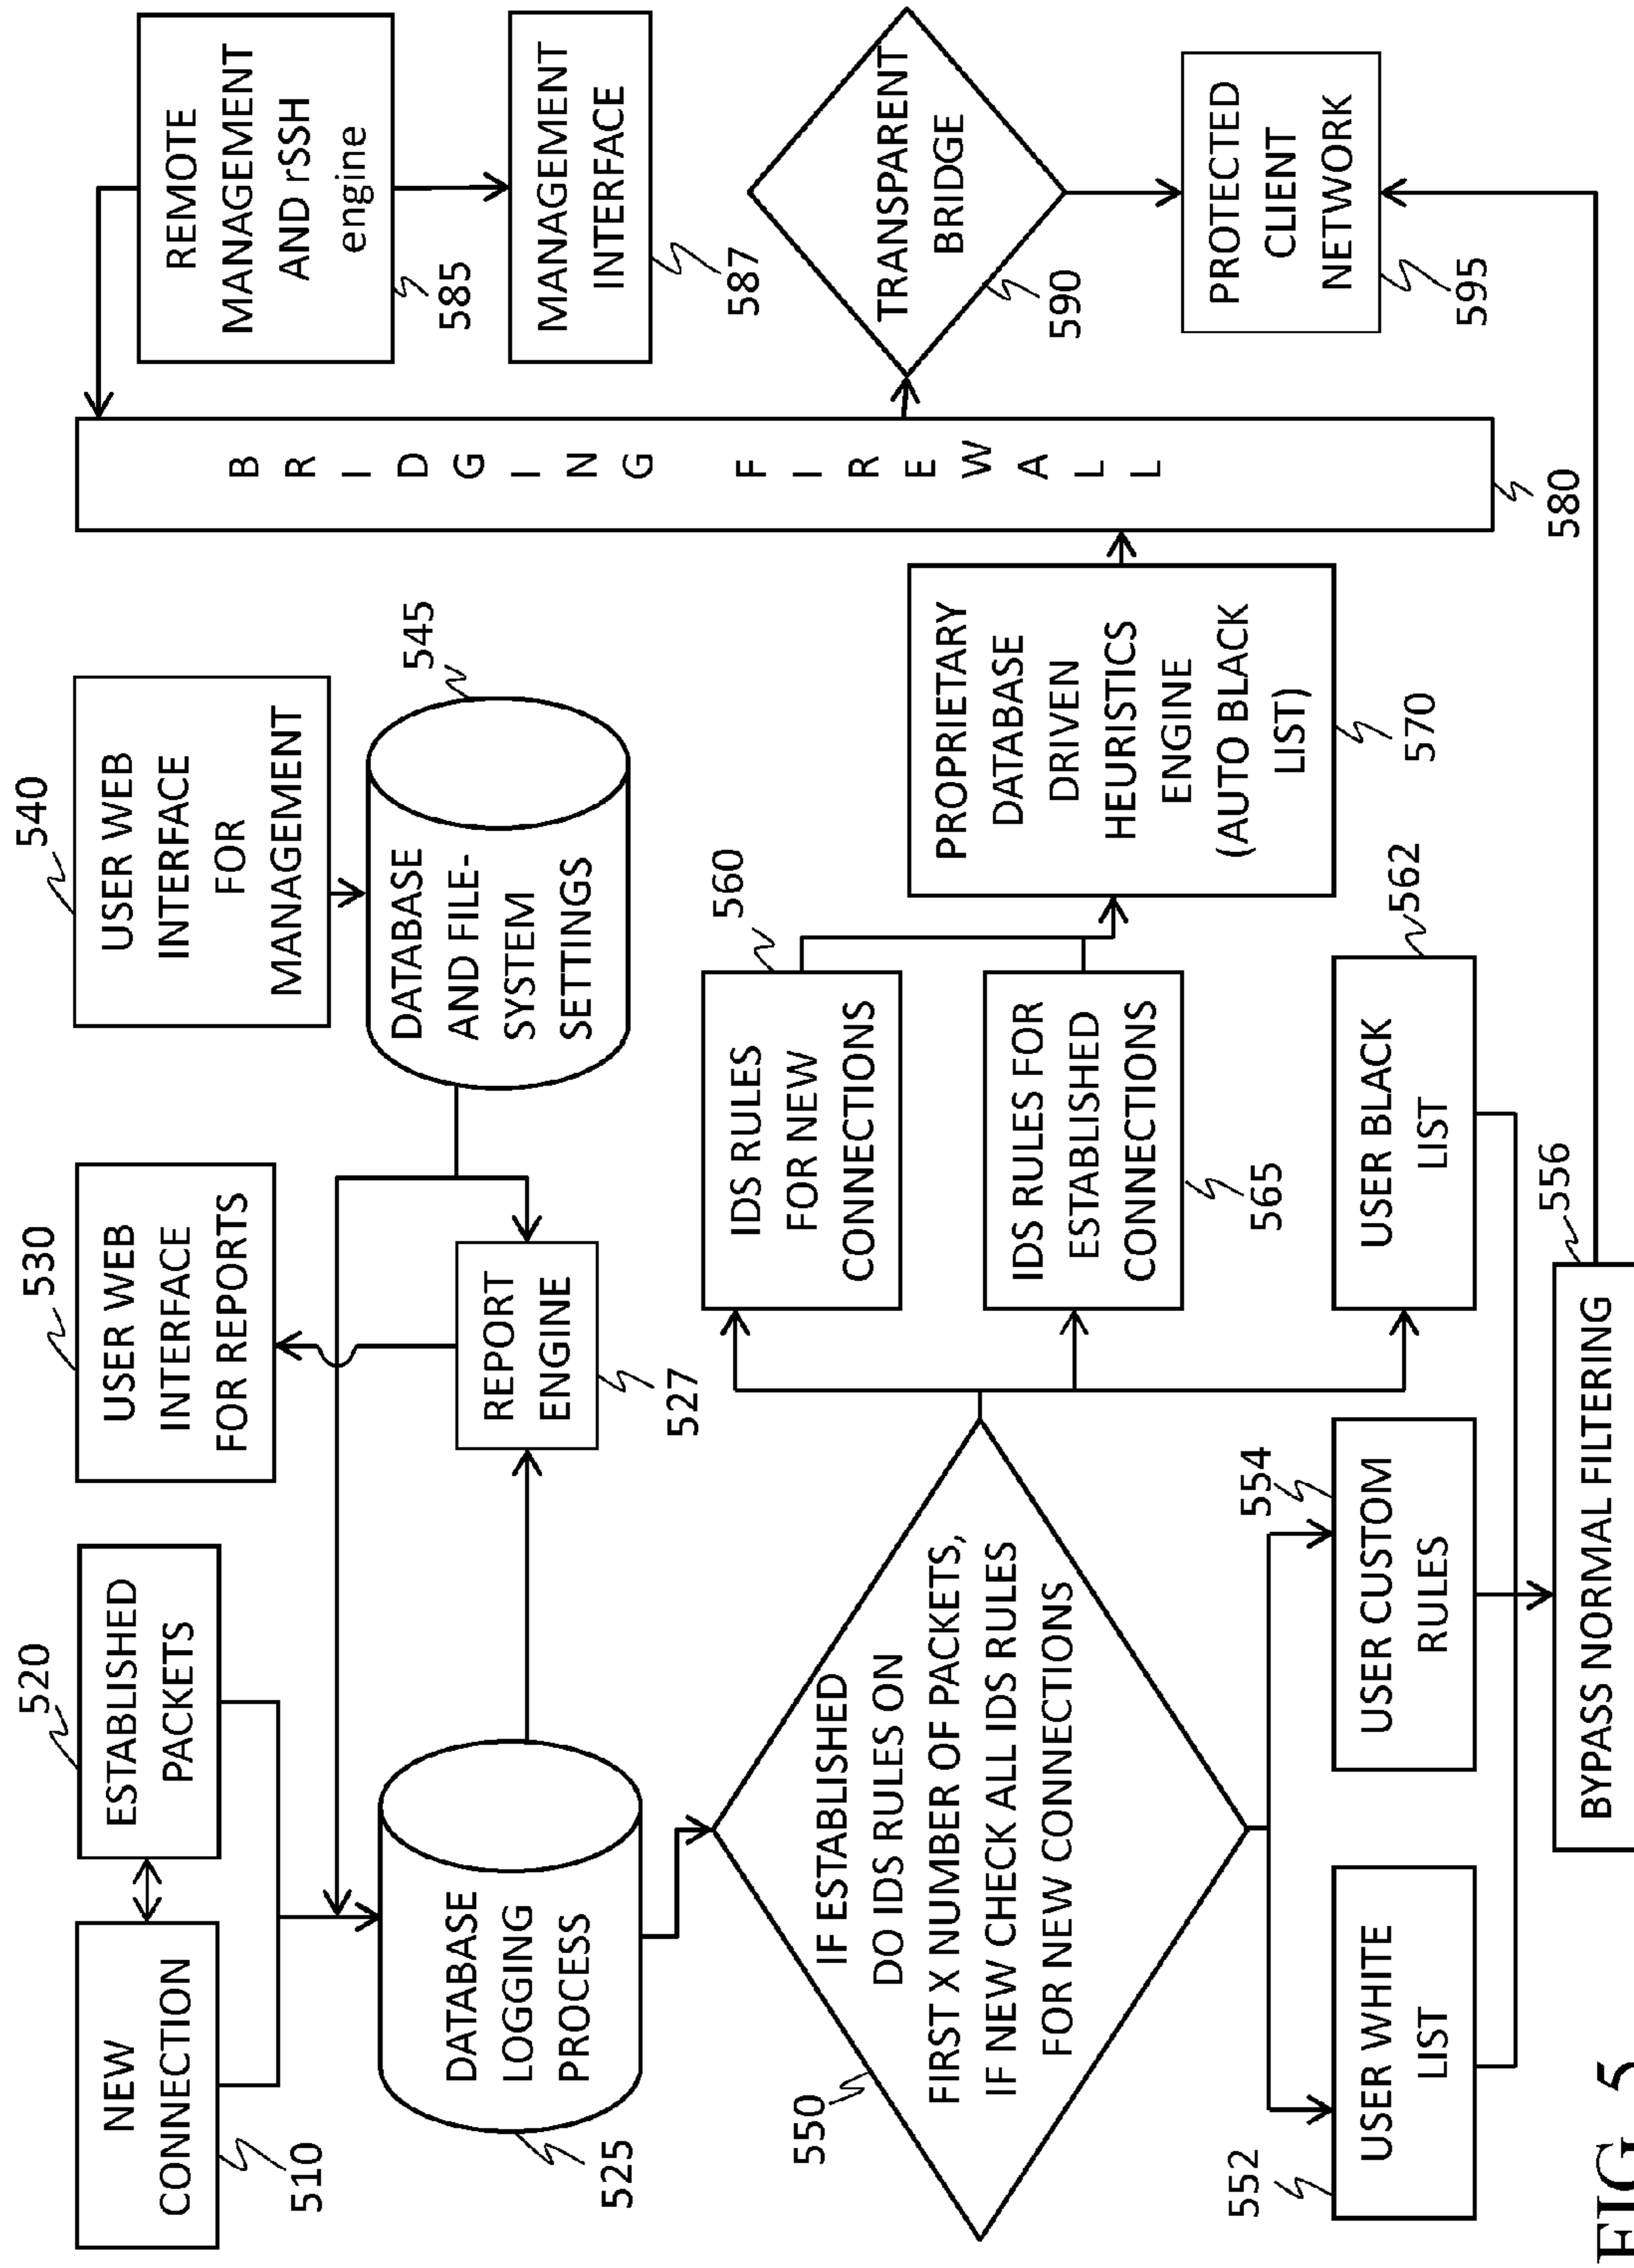 NEW
CONNECTION
510
ESTABLISHED
PACKETS
520
USER WEB
INTERFACE
FOR REPORTS
530
USER WEB
INTERFACE
FOR
MANAGEMENT
540
REMOTE
MANAGEMENT
AND rSSH
engine
585
DATABASE
LOGGING
PROCESS
525
REPORT
ENGINE
527
DATABASE
AND FILE-
SYSTEM
SETTINGS
545
MANAGEMENT
INTERFACE
587
BRIDGING FIREWALL
580
IF ESTABLISHED
DO IDS RULES ON
FIRST X NUMBER OF PACKETS,
IF NEW CHECK ALL IDS RULES
FOR NEW CONNECTIONS
550
IDS RULES
FOR NEW
CONNECTIONS
560
IDS RULES FOR
ESTABLISHED
CONNECTIONS
565
PROPRIETARY
DATABASE
DRIVEN
HEURISTICS
ENGINE
(AUTO BLACK
LIST)
570
TRANSPARENT
BRIDGE
590
USER WHITE
LIST
552
USER CUSTOM
RULES
554
USER BLACK
LIST
562
PROTECTED
CLIENT
NETWORK
595
BYPASS NORMAL FILTERING
556
FIG. 5